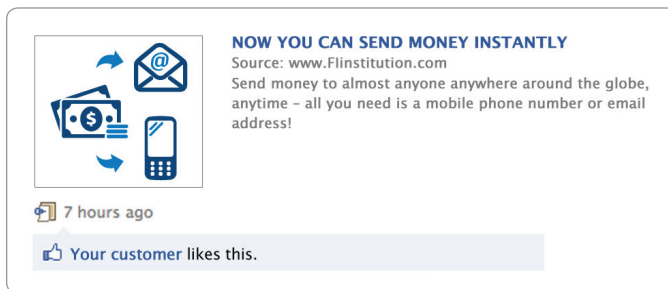 NOW YOU CAN SEND MONEY INSTANTLY
Source: www.FIinstitution.com
Send money to almost anyone anywhere around the globe,
anytime – all you need is a mobile phone number or email
address!
@
$
7 hours ago
Your customer likes this.